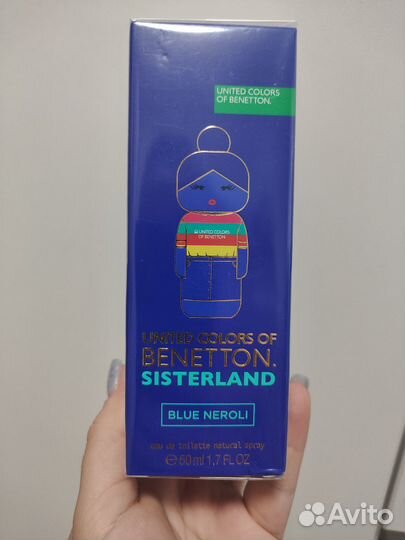 UNITED COLORS
OF BENETTON.
UNITED COLORS
OF BENETTON
UNITED COLORS OF
BENETTON.
SISTERLAND
BLUE NEROLI
eau de toilette natural spray
℮50ml 1.7 FL OZ
Avito